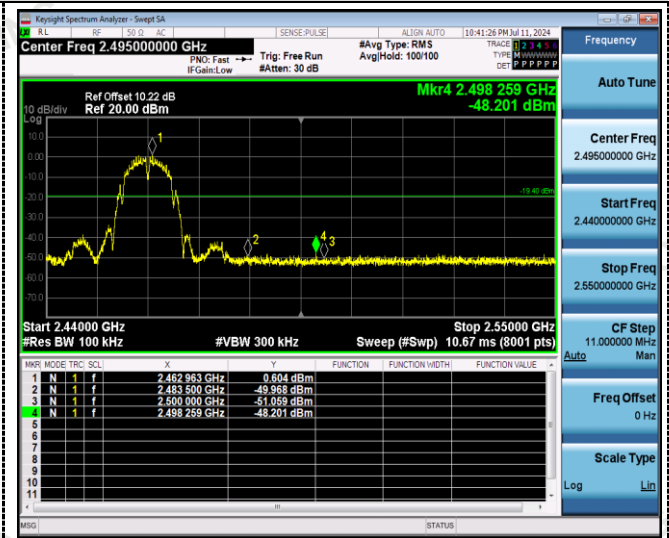 Keysight Spectrum Analyzer - Swept SA
RL RF 50 Ω AC SENSE:PULSE ALIGN AUTO 10:41:26 PM Jul 11, 2024
Center Freq 2.495000000 GHz
PNO: Fast
IFGain:Low
Trig: Free Run
#Atten: 30 dB
#Avg Type: RMS
Avg|Hold: 100/100
TRACE 1 2 3 4 5 6
TYPE M WWWWW
DET P P P P P P
Ref Offset 10.22 dB
10 dB/div Ref 20.00 dBm
Log
Mkr4 2.498 259 GHz
-48.201 dBm
10.0
0.00
-10.0
-20.0
-30.0
-40.0
-50.0
-60.0
-70.0
1
2
4
3
-19.40 dBm
Start 2.44000 GHz Stop 2.55000 GHz
#Res BW 100 kHz #VBW 300 kHz Sweep (#Swp) 10.67 ms (8001 pts)
MKR MODE TRC SCL X Y FUNCTION FUNCTION WIDTH FUNCTION VALUE
1 N 1 f 2.462 963 GHz 0.604 dBm
2 N 1 f 2.483 500 GHz -49.968 dBm
3 N 1 f 2.500 000 GHz -51.059 dBm
4 N 1 f 2.498 259 GHz -48.201 dBm
5
6
7
8
9
10
11
MSG STATUS
Frequency
Auto Tune
Center Freq
2.495000000 GHz
Start Freq
2.440000000 GHz
Stop Freq
2.550000000 GHz
CF Step
11.000000 MHz
Auto Man
Freq Offset
0 Hz
Scale Type
Log Lin